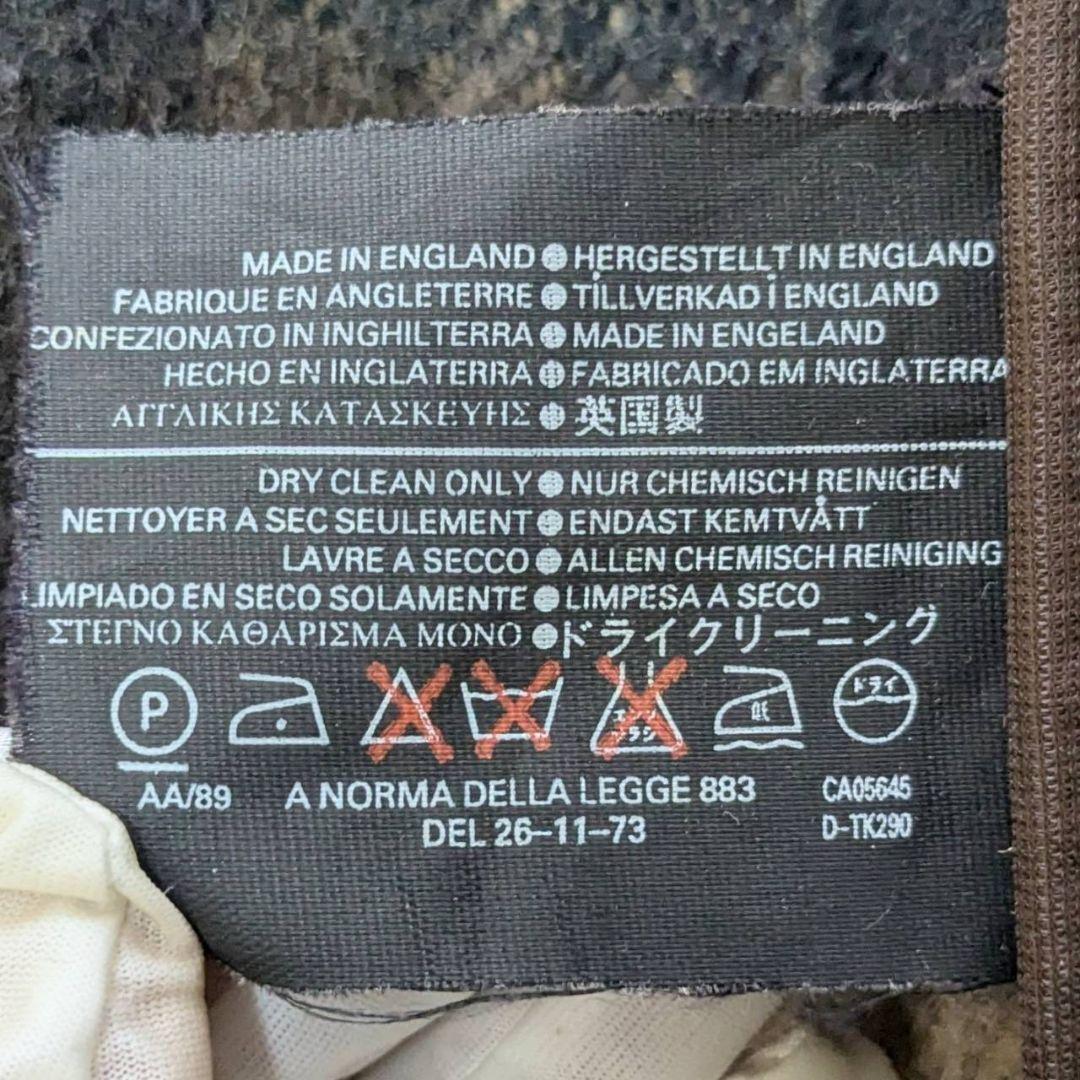 MADE IN ENGLAND ● HERGESTELLT IN ENGLAND
FABRIQUE EN ANGLETERRE ● TILLVERKAD I ENGLAND
CONFEZIONATO IN INGHILTERRA ● MADE IN ENGELAND
HECHO EN INGLATERRA ● FABRICADO EM INGLATERRA
ΑΓΓΛΙΚΗΣ ΚΑΤΑΣΚΕΥΗΣ ● 英国製
DRY CLEAN ONLY ● NUR CHEMISCH REINIGEN
NETTOYER A SEC SEULEMENT ● ENDAST KEMTVÅTT
LAVRE A SECCO ● ALLEN CHEMISCH REINIGING
LIMPIADO EN SECO SOLAMENTE ● LIMPESA A SECO
ΣΤΕΓΝΟ ΚΑΘΑΡΙΣΜΑ ΜΟΝΟ ● ドライクリーニング
P ドライ
AA/89 A NORMA DELLA LEGGE 883 CA05645
DEL 26–11–73 D-TK290